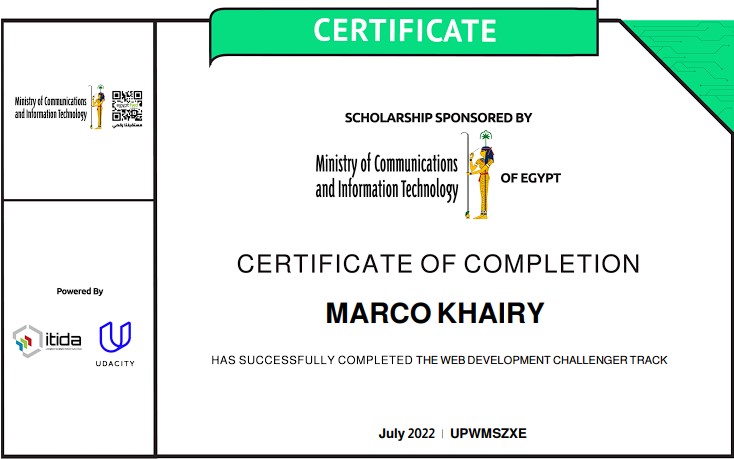 CERTIFICATE
Ministry of Communications
and Information Technology
مستقبلنا رقمي
SCHOLARSHIP SPONSORED BY
Ministry of Communications
and Information Technology
OF EGYPT
CERTIFICATE OF COMPLETION
MARCO KHAIRY
HAS SUCCESSFULLY COMPLETED THE WEB DEVELOPMENT CHALLENGER TRACK
Powered By
itida
UDACITY
July 2022 | UPWMSZXE